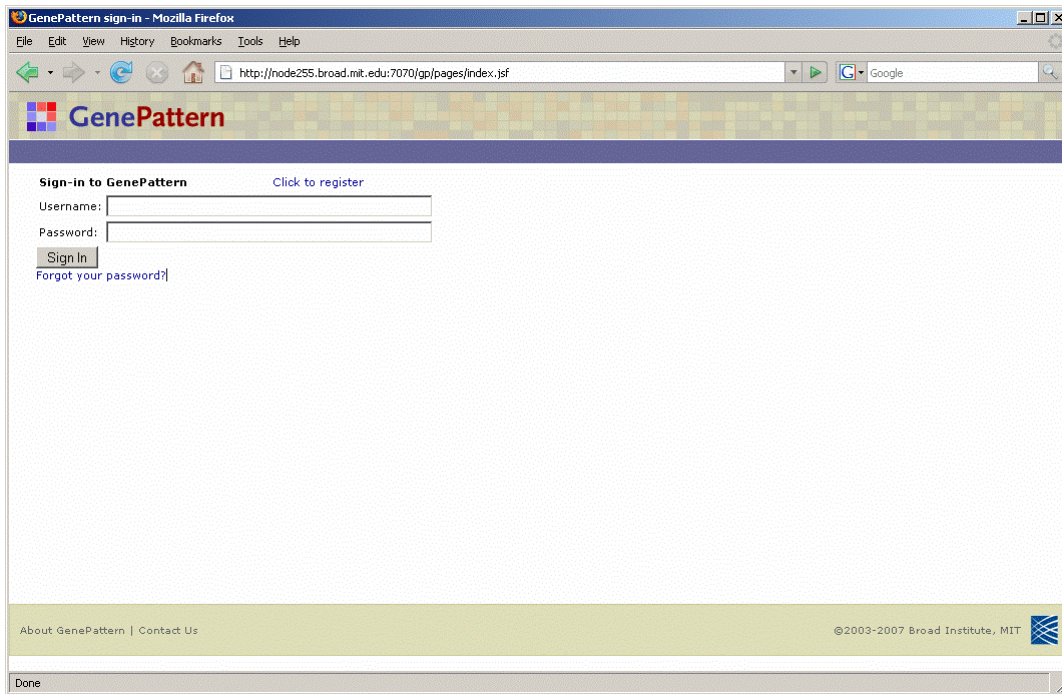 GenePattern sign-in - Mozilla Firefox
File Edit View History Bookmarks Tools Help
http://node255.broad.mit.edu:7070/gp/pages/index.jsf
G Google
GenePattern
Sign-in to GenePattern Click to register
Username:
Password:
Sign In
Forgot your password?
About GenePattern | Contact Us ©2003-2007 Broad Institute, MIT
Done